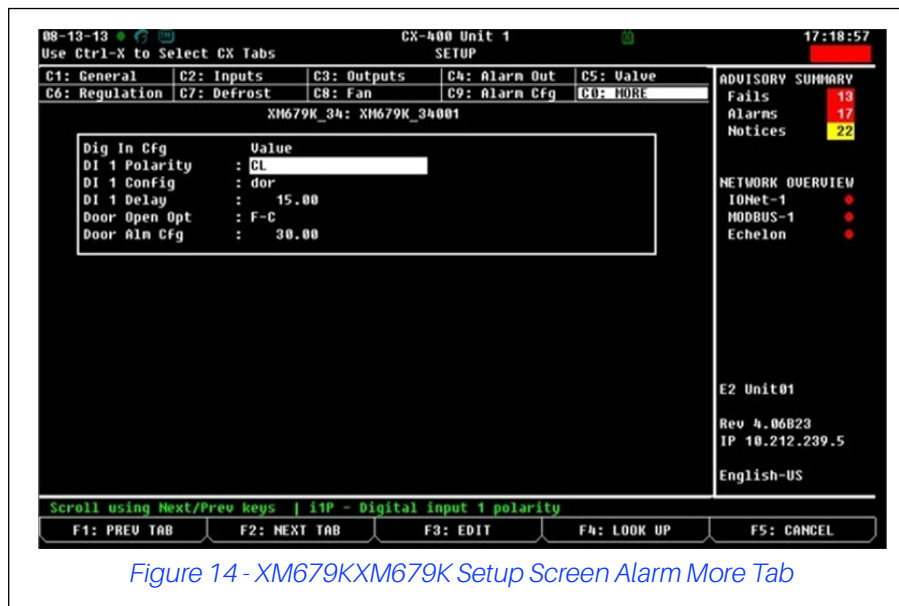 08-13-13 CX-400 Unit 1 17:18:57
Use Ctrl-X to Select CX Tabs SETUP
C1: General C2: Inputs C3: Outputs C4: Alarm Out C5: Value
C6: Regulation C7: Defrost C8: Fan C9: Alarm Cfg C0: MORE
XM679K_34: XM679K_34001
Dig In Cfg Value
DI 1 Polarity : CL
DI 1 Config : dor
DI 1 Delay : 15.00
Door Open Opt : F-C
Door Alm Cfg : 30.00
ADVISORY SUMMARY
Fails 13
Alarms 17
Notices 22
NETWORK OVERVIEW
IONet-1
MODBUS-1
Echelon
E2 Unit01
Rev 4.06B23
IP 10.212.239.5
English-US
Scroll using Next/Prev keys | i1P - Digital input 1 polarity
F1: PREV TAB F2: NEXT TAB F3: EDIT F4: LOOK UP F5: CANCEL
Figure 14 - XM679KXM679K Setup Screen Alarm More Tab